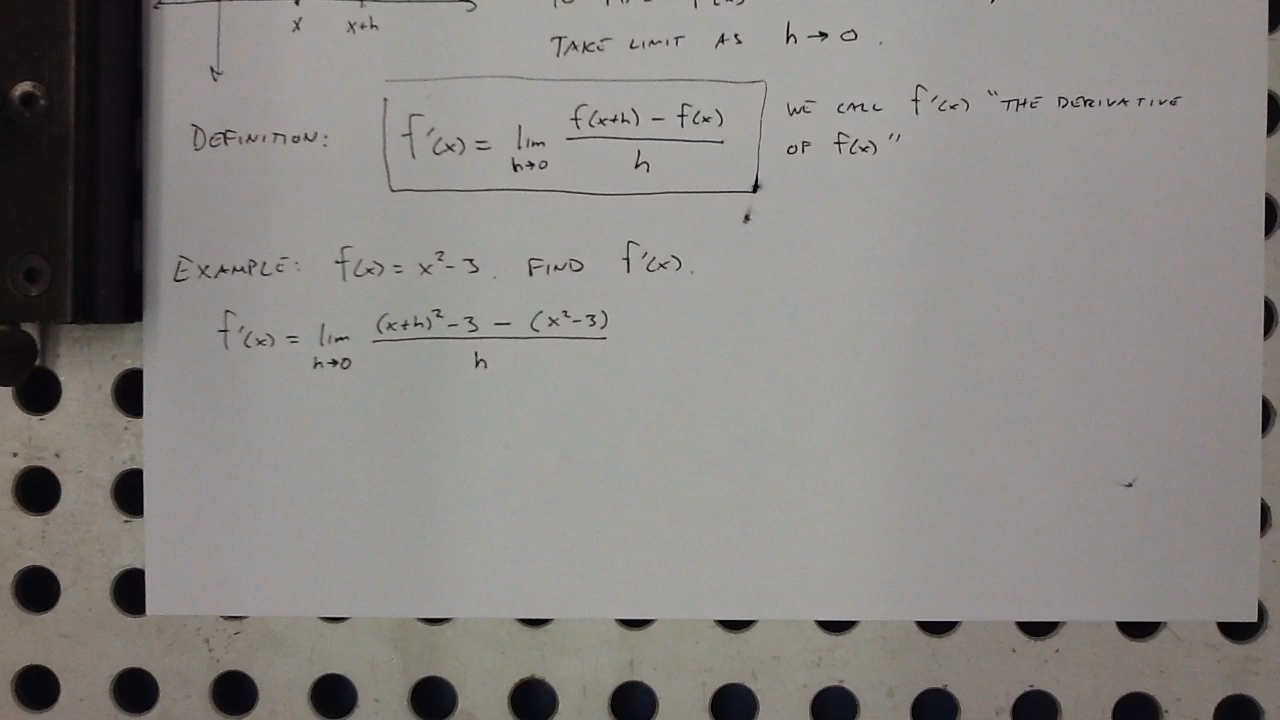 x x+h
TAKE LIMIT AS h → 0 .
DEFINITION: f'(x) = lim h→0 f(x+h) - f(x) / h
WE CALL f'(x) "THE DERIVATIVE
OF f(x)"
EXAMPLE: f(x) = x² - 3 . FIND f'(x).
f'(x) = lim h→0 (x+h)² - 3 - (x² - 3) / h